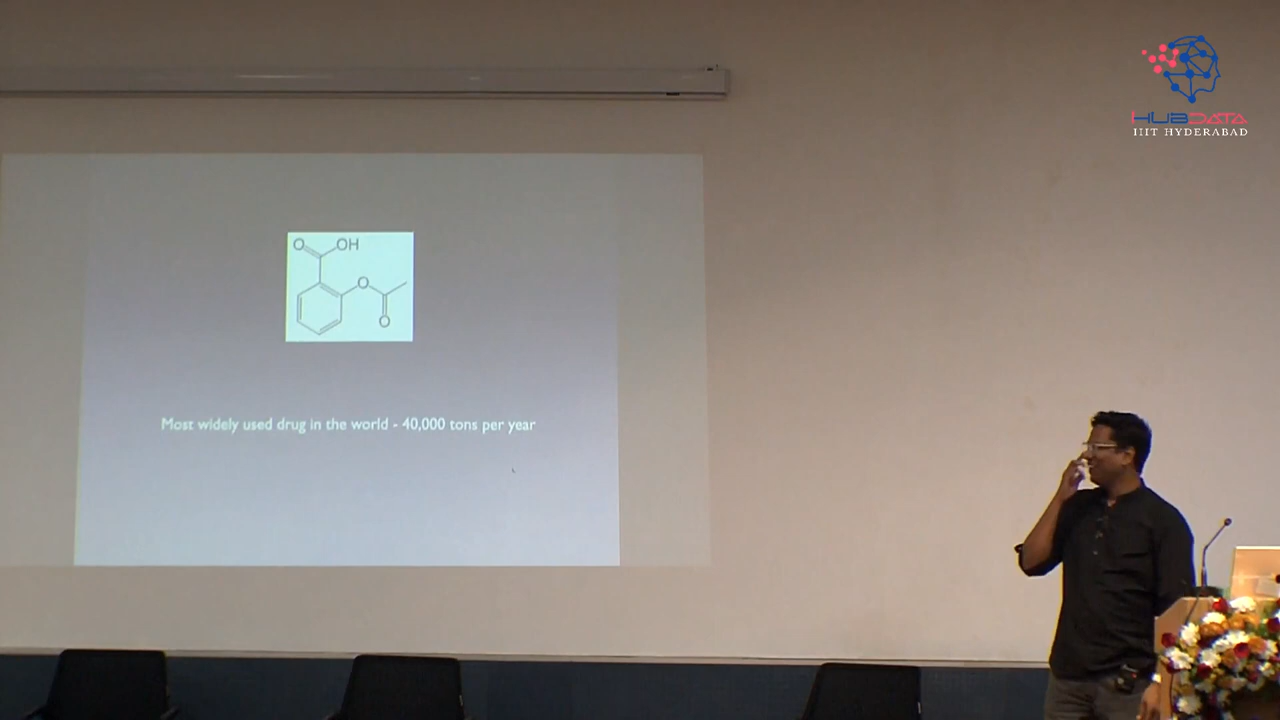 HUBDATA
IIIT HYDERABAD
O OH
O
O
Most widely used drug in the world - 40,000 tons per year